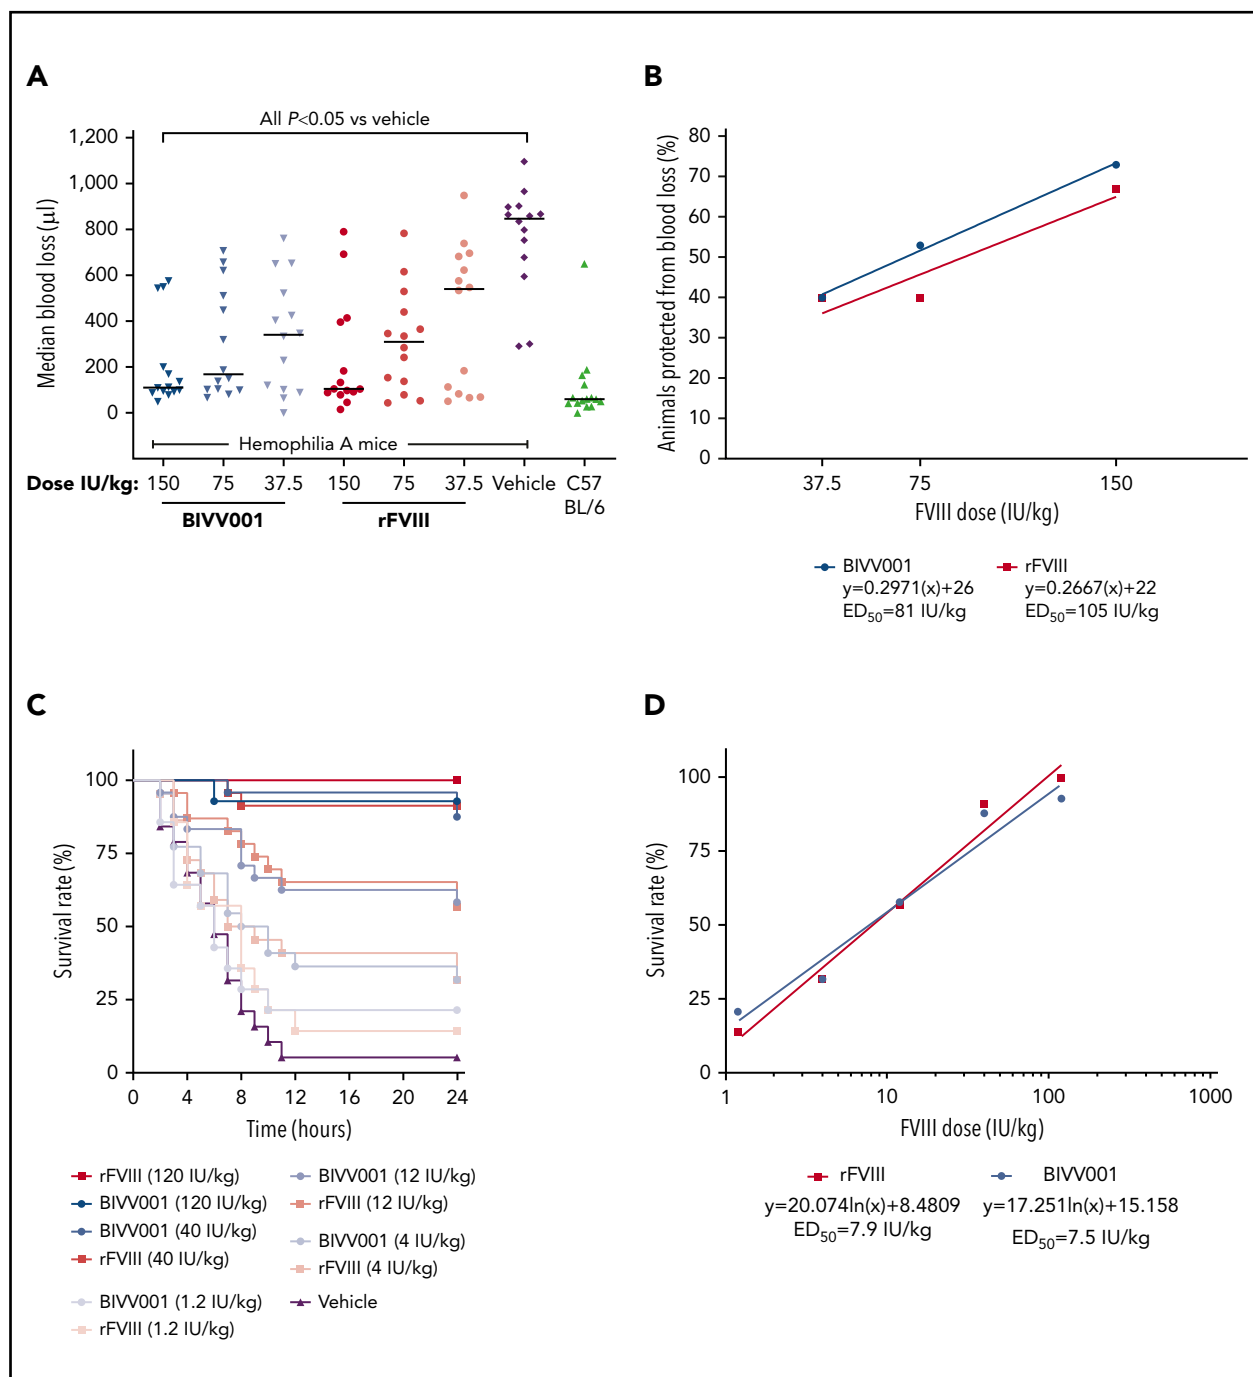 A
All P<0.05 vs vehicle
Median blood loss (μl)
1,200
1,000
800
600
400
200
0
Hemophilia A mice
Dose IU/kg: 150 75 37.5 150 75 37.5 Vehicle C57
BL/6
BIVV001 rFVIII
B
Animals protected from blood loss (%)
80
70
60
50
40
30
20
10
0
37.5 75 150
FVIII dose (IU/kg)
BIVV001
y=0.2971(x)+26
ED50=81 IU/kg
rFVIII
y=0.2667(x)+22
ED50=105 IU/kg
C
Survival rate (%)
100
75
50
25
0
0 4 8 12 16 20 24
Time (hours)
rFVIII (120 IU/kg)
BIVV001 (120 IU/kg)
BIVV001 (40 IU/kg)
rFVIII (40 IU/kg)
BIVV001 (1.2 IU/kg)
rFVIII (1.2 IU/kg)
BIVV001 (12 IU/kg)
rFVIII (12 IU/kg)
BIVV001 (4 IU/kg)
rFVIII (4 IU/kg)
Vehicle
D
Survival rate (%)
100
75
50
25
0
1 10 100 1000
FVIII dose (IU/kg)
rFVIII
y=20.074ln(x)+8.4809
ED50=7.9 IU/kg
BIVV001
y=17.251ln(x)+15.158
ED50=7.5 IU/kg